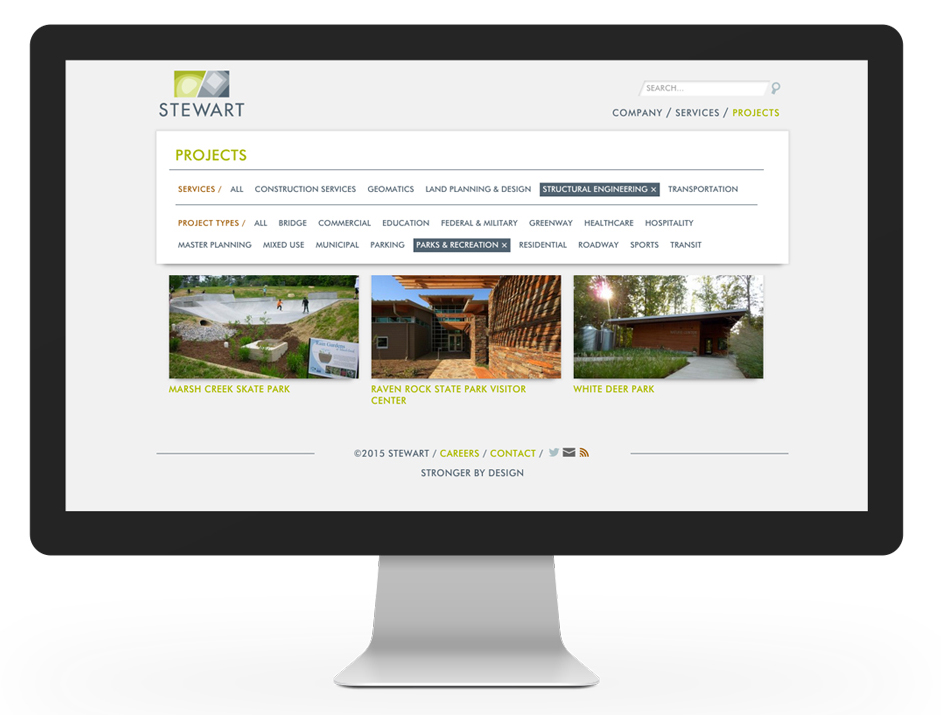 STEWART
SEARCH...
COMPANY / SERVICES / PROJECTS
PROJECTS
SERVICES / ALL CONSTRUCTION SERVICES GEOMATICS LAND PLANNING & DESIGN STRUCTURAL ENGINEERING × TRANSPORTATION
PROJECT TYPES / ALL BRIDGE COMMERCIAL EDUCATION FEDERAL & MILITARY GREENWAY HEALTHCARE HOSPITALITY
MASTER PLANNING MIXED USE MUNICIPAL PARKING PARKS & RECREATION × RESIDENTIAL ROADWAY SPORTS TRANSIT
Rain Gardens
MARSH CREEK SKATE PARK
RAVEN ROCK STATE PARK VISITOR
CENTER
WHITE DEER PARK
©2015 STEWART / CAREERS / CONTACT /
STRONGER BY DESIGN